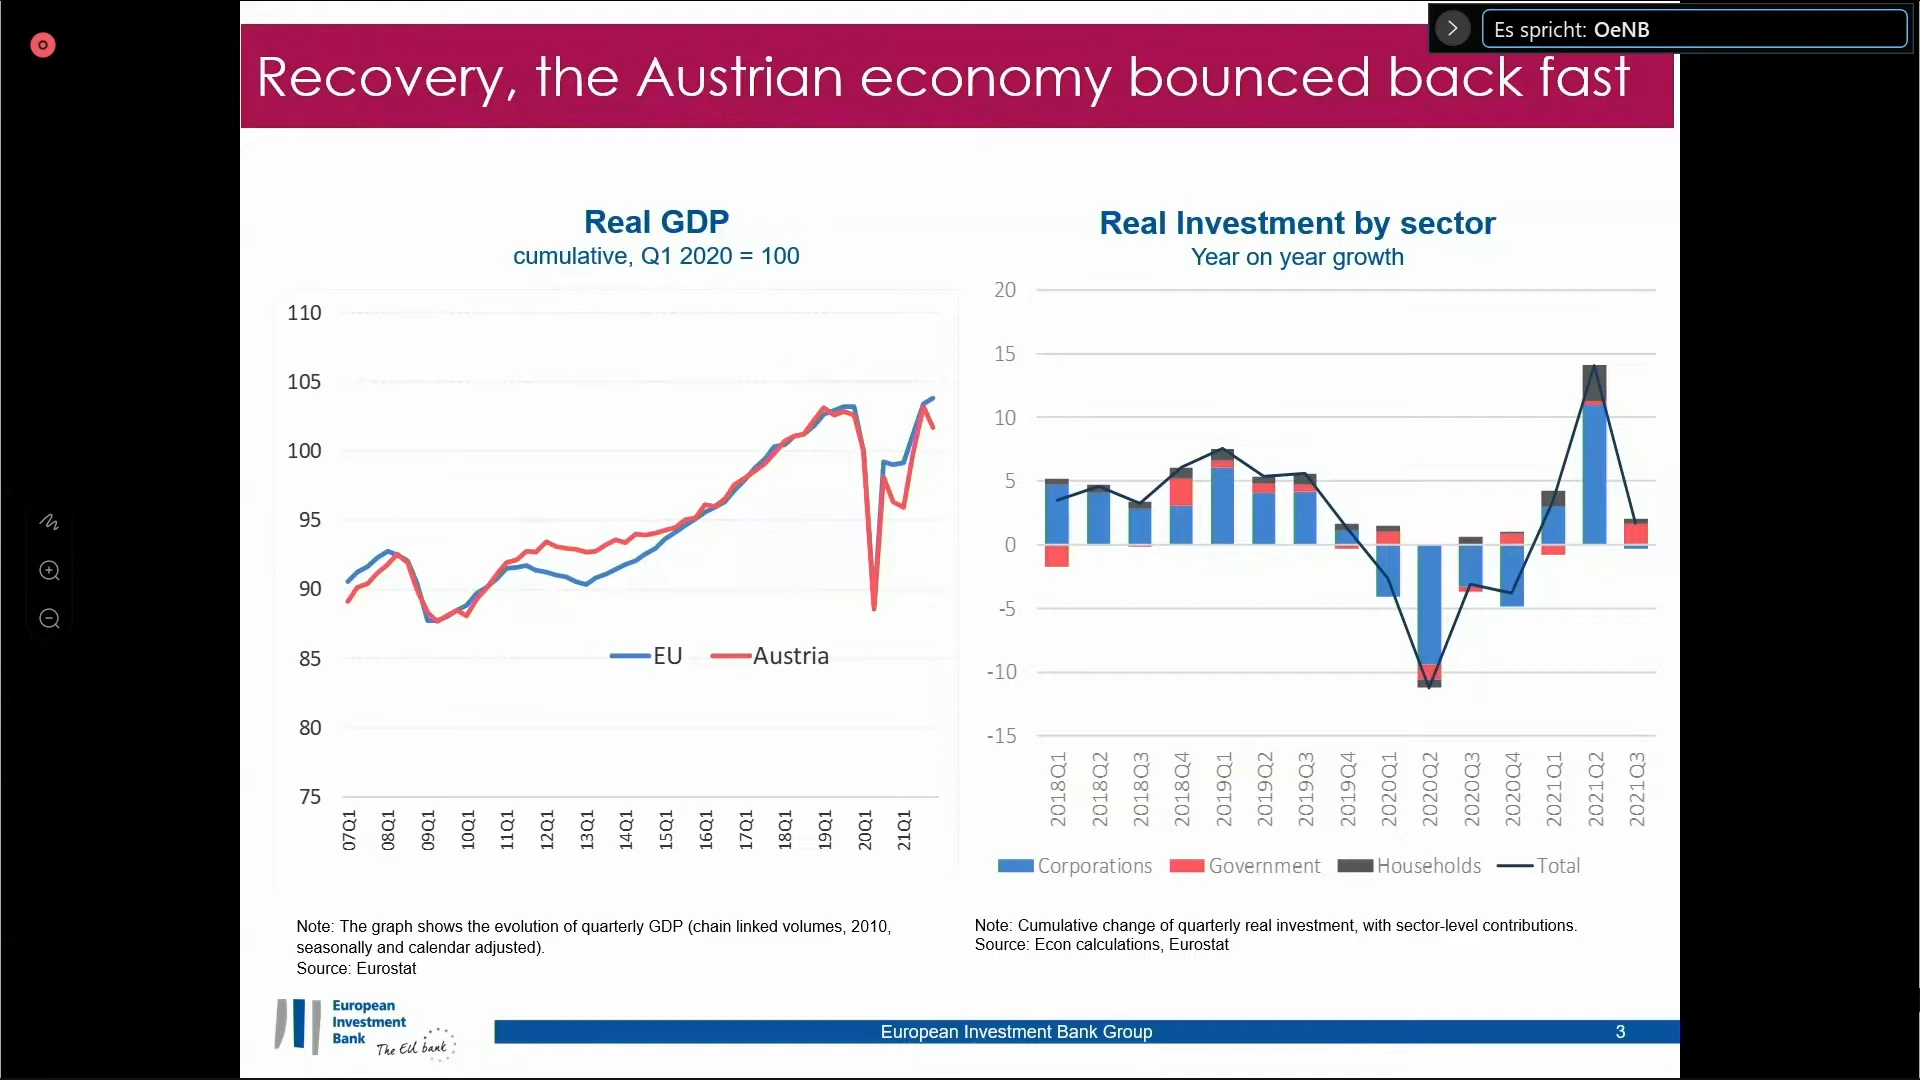 Es spricht: OeNB
Recovery, the Austrian economy bounced back fast
Real GDP
cumulative, Q1 2020 = 100
110
105
100
95
90
85
80
75
EU Austria
07Q1 08Q1 09Q1 10Q1 11Q1 12Q1 13Q1 14Q1 15Q1 16Q1 17Q1 18Q1 19Q1 20Q1 21Q1
Note: The graph shows the evolution of quarterly GDP (chain linked volumes, 2010,
seasonally and calendar adjusted).
Source: Eurostat
Real Investment by sector
Year on year growth
20
15
10
5
0
-5
-10
-15
2018Q1 2018Q2 2018Q3 2018Q4 2019Q1 2019Q2 2019Q3 2019Q4 2020Q1 2020Q2 2020Q3 2020Q4 2021Q1 2021Q2 2021Q3
Corporations Government Households Total
Note: Cumulative change of quarterly real investment, with sector-level contributions.
Source: Econ calculations, Eurostat
European
Investment
Bank
The EU bank
European Investment Bank Group 3